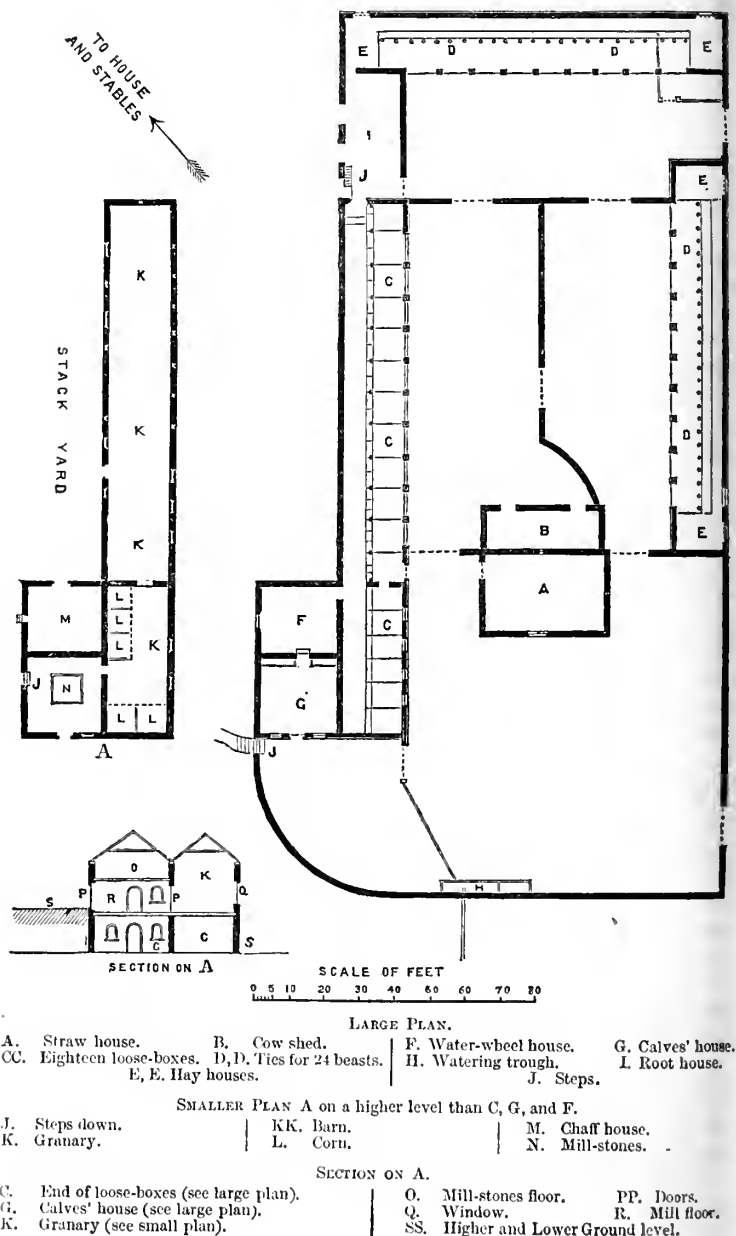 TO HOUSE
AND STABLES
E D D E
I
J
E
K
C
D
STACK YARD
K
C
D
K
B
E
A
L
M
L
K
F
C
L
J
N
G
L L
J
A
O
K
P R P Q
S
H
C
G
S
SECTION ON A
SCALE OF FEET
0 5 10 20 30 40 50 60 70 80
LARGE PLAN.
A. Straw house. B. Cow shed. F. Water-wheel house. G. Calves' house.
CC. Eighteen loose-boxes. D, D. Ties for 24 beasts. H. Watering trough. I. Root house.
E, E. Hay houses. J. Steps.
SMALLER PLAN A on a higher level than C, G, and F.
J. Steps down. KK. Barn. M. Chaff house.
K. Granary. L. Corn. N. Mill-stones.
SECTION ON A.
C. End of loose-boxes (see large plan). O. Mill-stones floor. PP. Doors.
G. Calves' house (see large plan). Q. Window. R. Mill floor.
K. Granary (see small plan). SS. Higher and Lower Ground level.